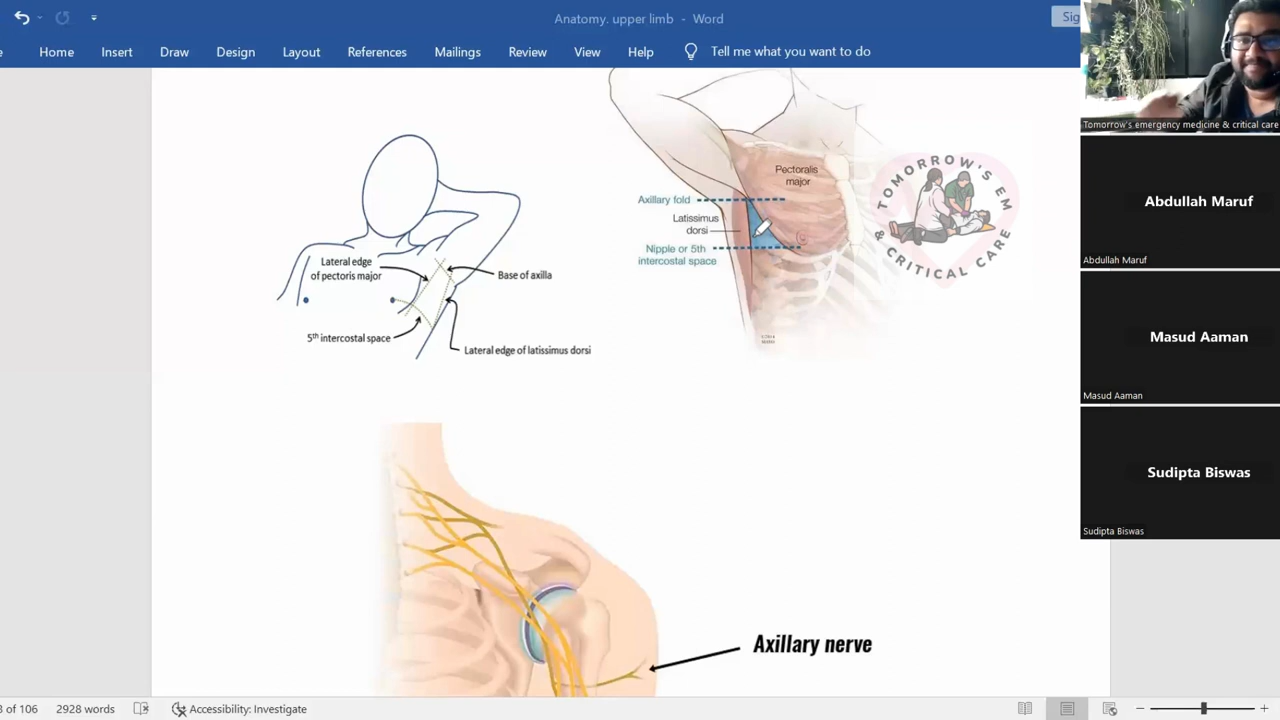 Anatomy. upper limb - Word
Home Insert Draw Design Layout References Mailings Review View Help Tell me what you want to do
Tomorrow's emergency medicine & critical care
Abdullah Maruf
Abdullah Maruf
Masud Aaman
Masud Aaman
Sudipta Biswas
Sudipta Biswas
Lateral edge
of pectoris major
Base of axilla
5th intercostal space
Lateral edge of latissimus dorsi
Pectoralis
major
Axillary fold
Latissimus
dorsi
Nipple or 5th
intercostal space
TOMORROW'S EM
& CRITICAL CARE
Axillary nerve
of 106 2928 words Accessibility: Investigate